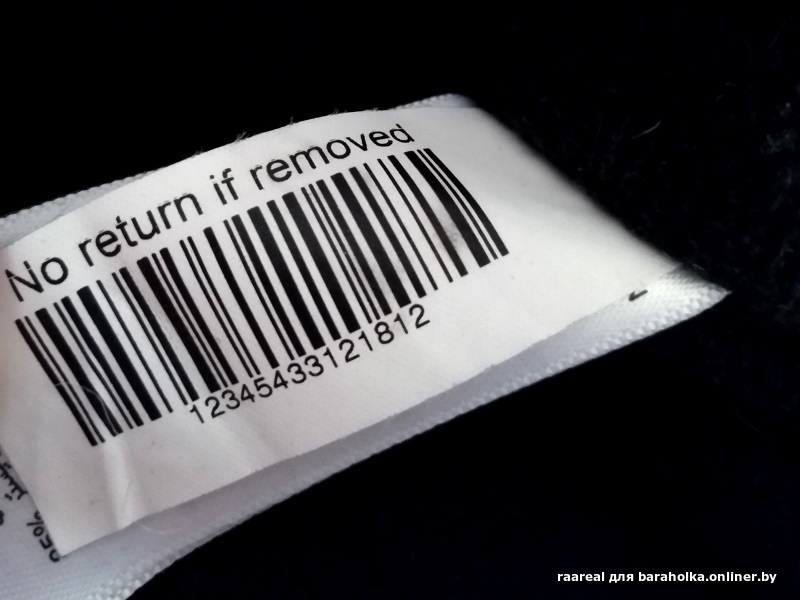 No return if removed
12345433121812
raareal для baraholka.onliner.by